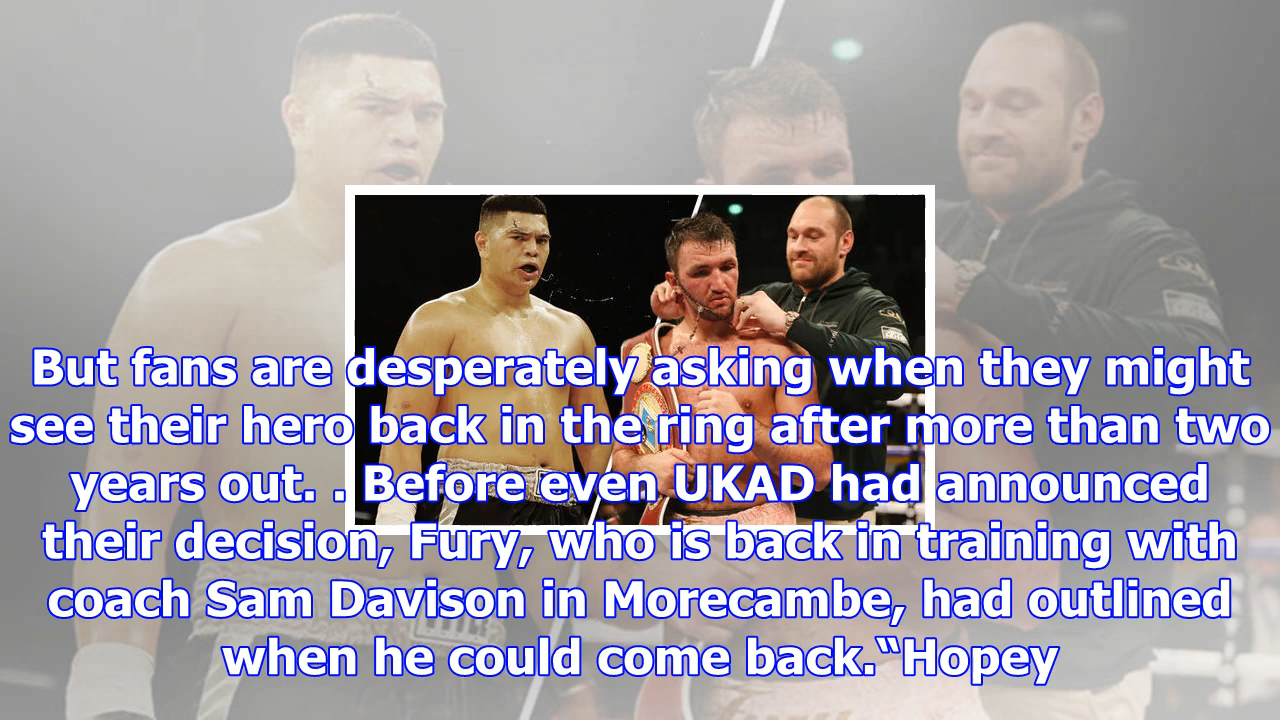 But fans are desperately asking when they might
see their hero back in the ring after more than two
years out. . Before even UKAD had announced
their decision, Fury, who is back in training with
coach Sam Davison in Morecambe, had outlined
when he could come back.“Hopey